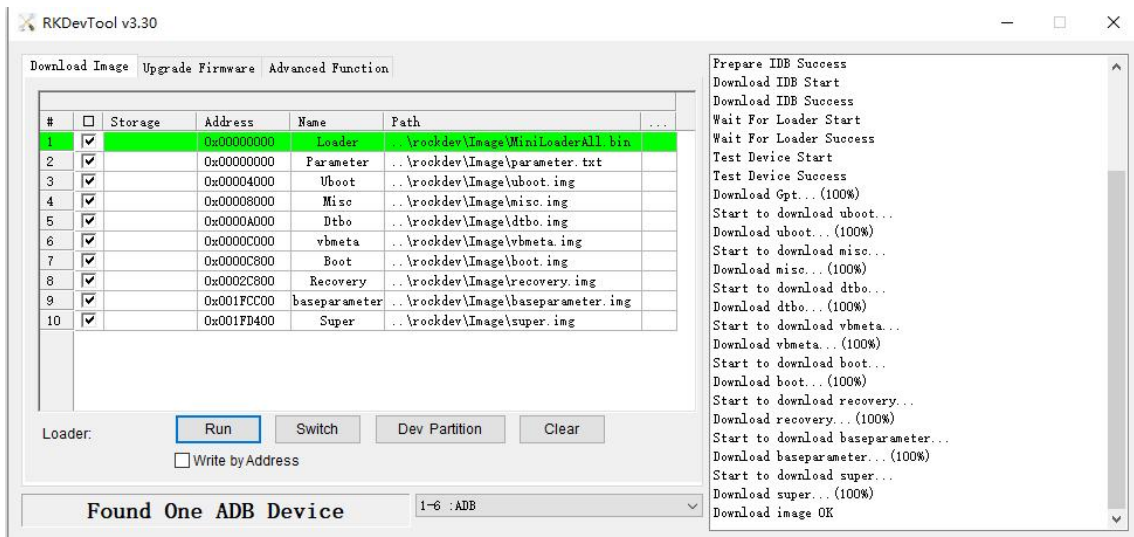 RKDevTool v3.30
Download Image Upgrade Firmware Advanced Function
# Storage Address Name Path ...
1 0x00000000 Loader ..\rockdev\Image\MiniLoaderAll.bin
2 0x00000000 Parameter ..\rockdev\Image\parameter.txt
3 0x00004000 Uboot ..\rockdev\Image\uboot.img
4 0x00008000 Misc ..\rockdev\Image\misc.img
5 0x0000A000 Dtbo ..\rockdev\Image\dtbo.img
6 0x0000C000 vbmeta ..\rockdev\Image\vbmeta.img
7 0x0000C800 Boot ..\rockdev\Image\boot.img
8 0x0002C800 Recovery ..\rockdev\Image\recovery.img
9 0x001FCC00 baseparameter ..\rockdev\Image\baseparameter.img
10 0x001FD400 Super ..\rockdev\Image\super.img
Loader: Run Switch Dev Partition Clear
Write by Address
Found One ADB Device 1-6 :ADB
Prepare IDB Success
Download IDB Start
Download IDB Success
Wait For Loader Start
Wait For Loader Success
Test Device Start
Test Device Success
Download Gpt...(100%)
Start to download uboot...
Download uboot...(100%)
Start to download misc...
Download misc...(100%)
Start to download dtbo...
Download dtbo...(100%)
Start to download vbmeta...
Download vbmeta...(100%)
Start to download boot...
Download boot...(100%)
Start to download recovery...
Download recovery...(100%)
Start to download baseparameter...
Download baseparameter...(100%)
Start to download super...
Download super...(100%)
Download image OK